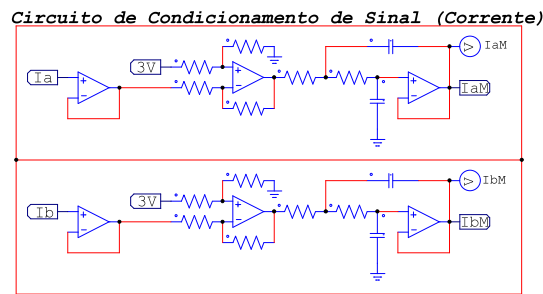 Circuito de Condicionamento de Sinal (Corrente)
3V
V
IaM
Ia
IaM
3V
V
IbM
Ib
IbM